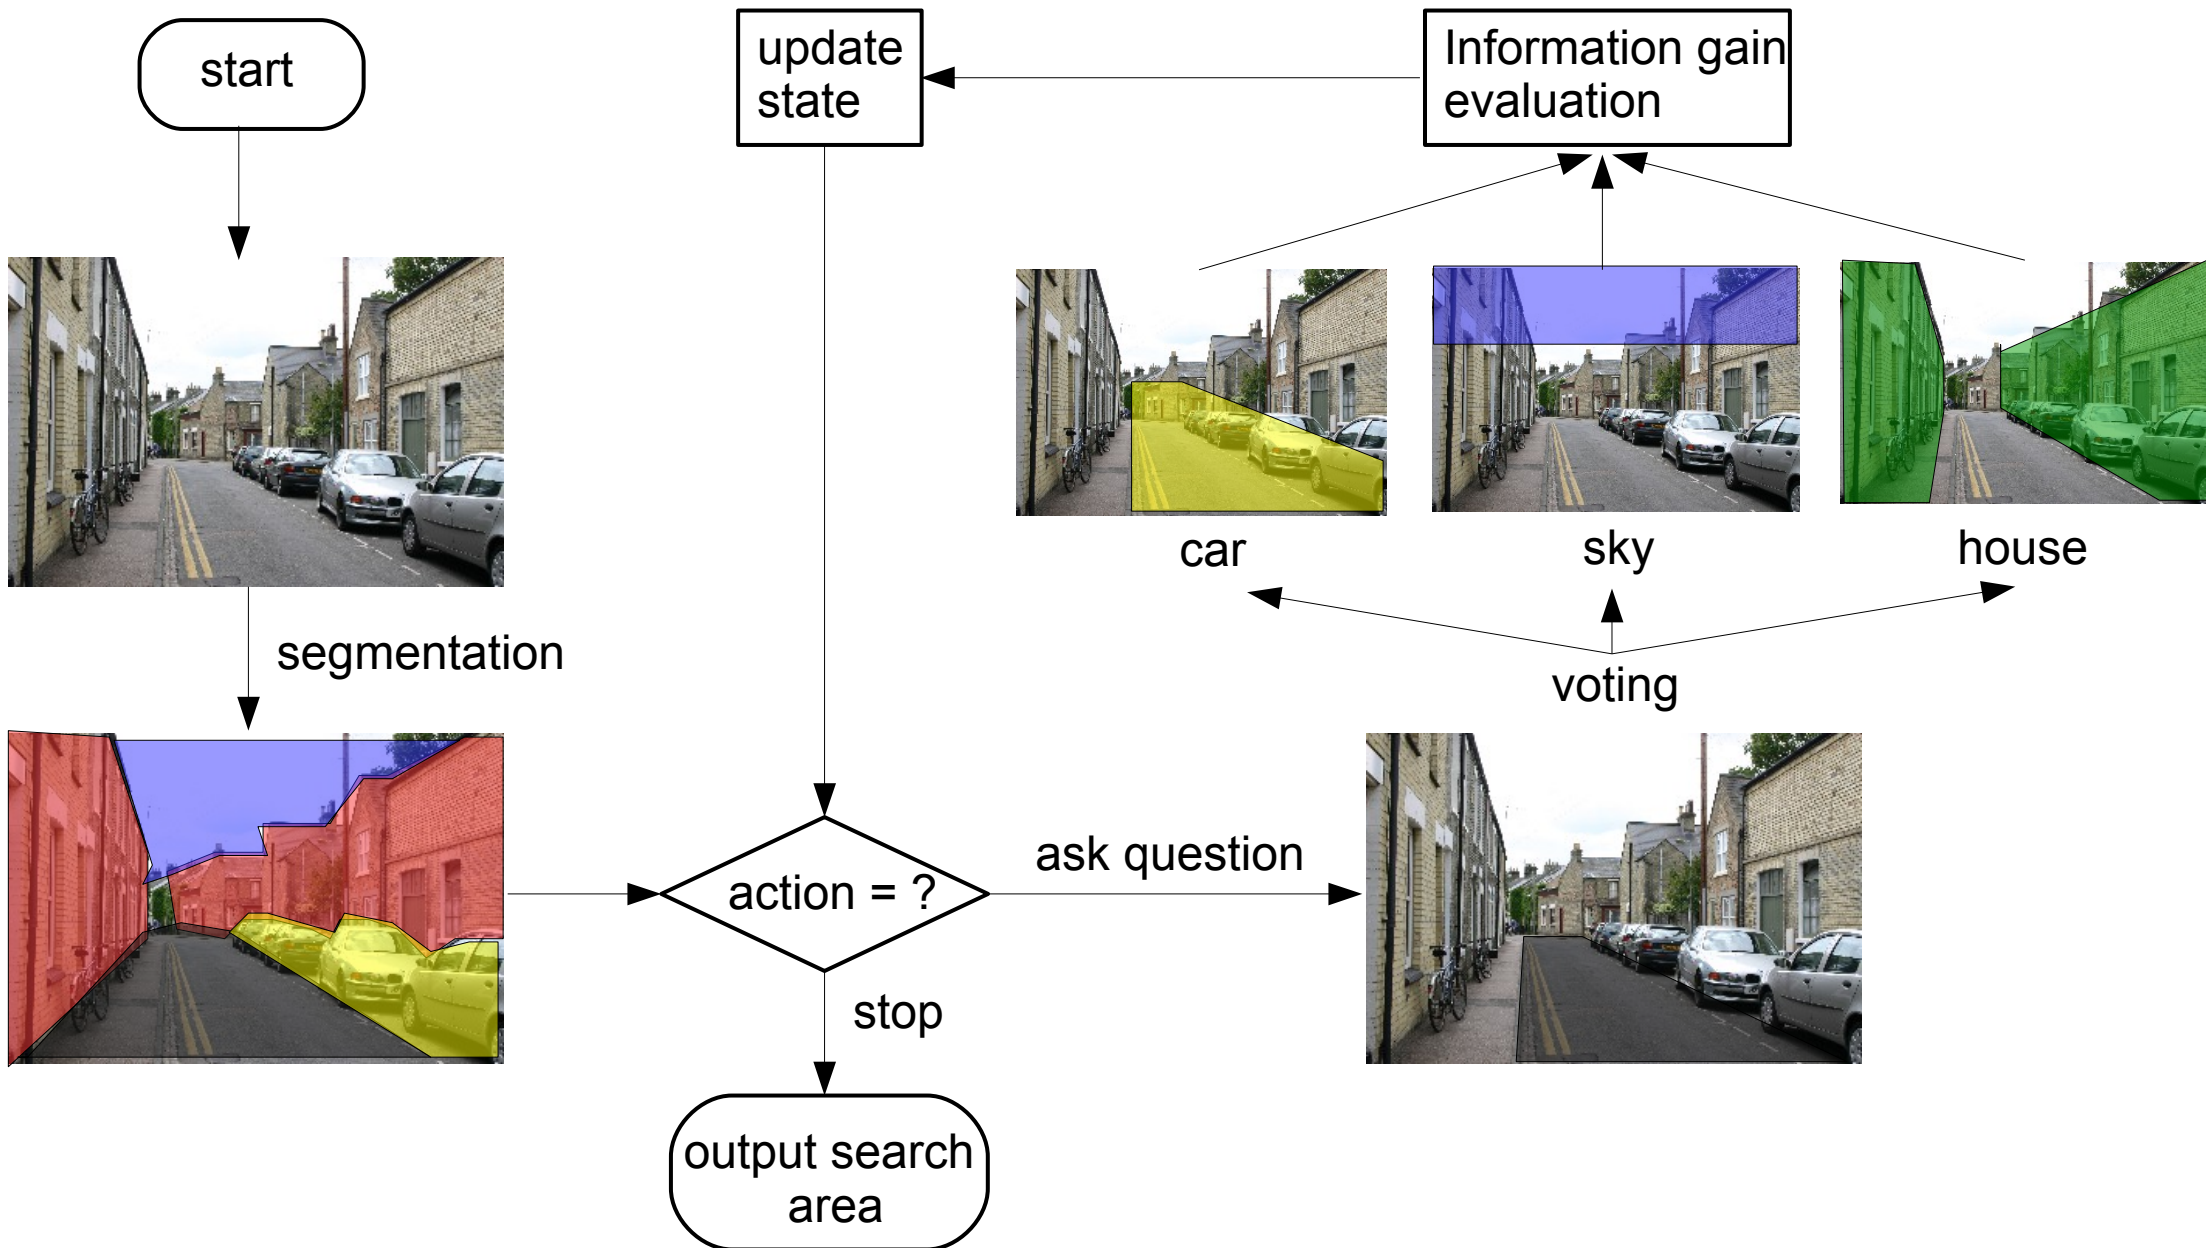 start
update
state
Information gain
evaluation
car
sky
house
segmentation
voting
ask question
action = ?
stop
output search
area